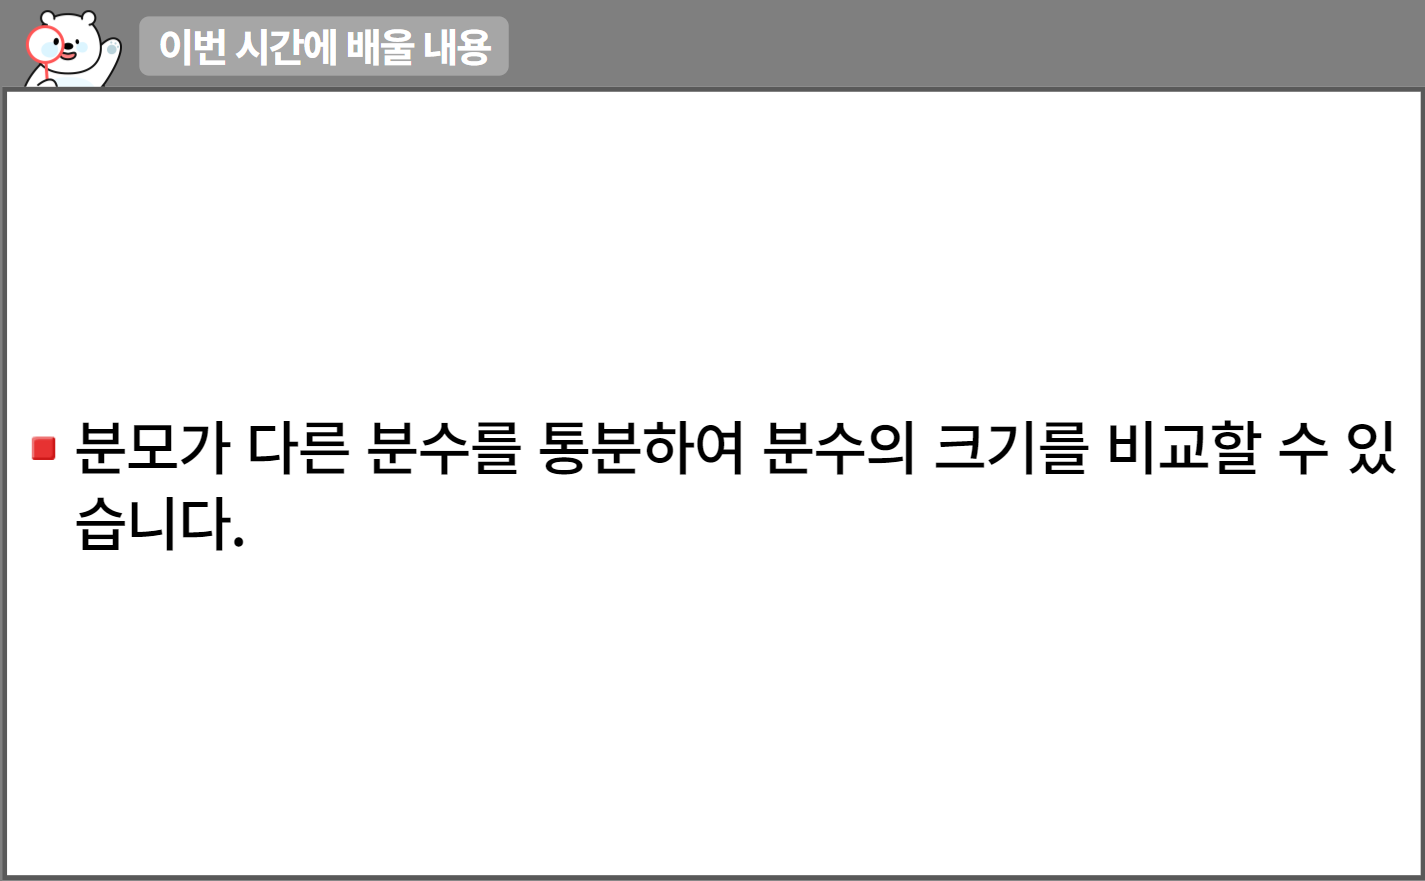 이번 시간에 배울 내용
분모가 다른 분수를 통분하여 분수의 크기를 비교할 수 있
습니다.